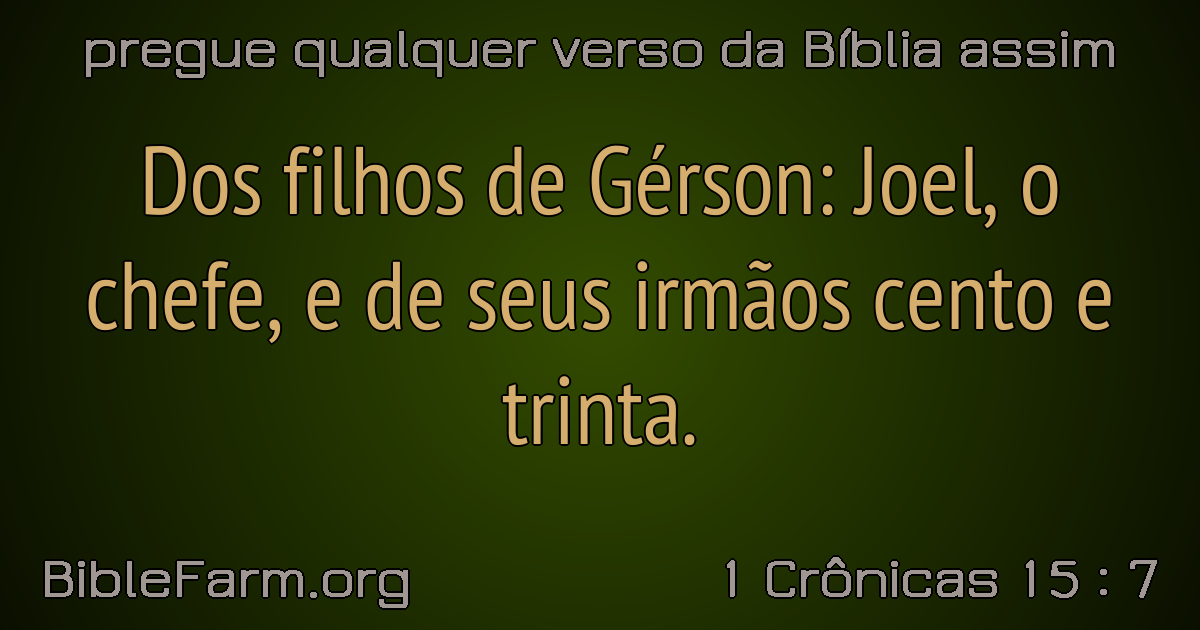 pregue qualquer verso da Bíblia assim
Dos filhos de Gérson: Joel, o
chefe, e de seus irmãos cento e
trinta.
BibleFarm.org
1 Crônicas 15 : 7